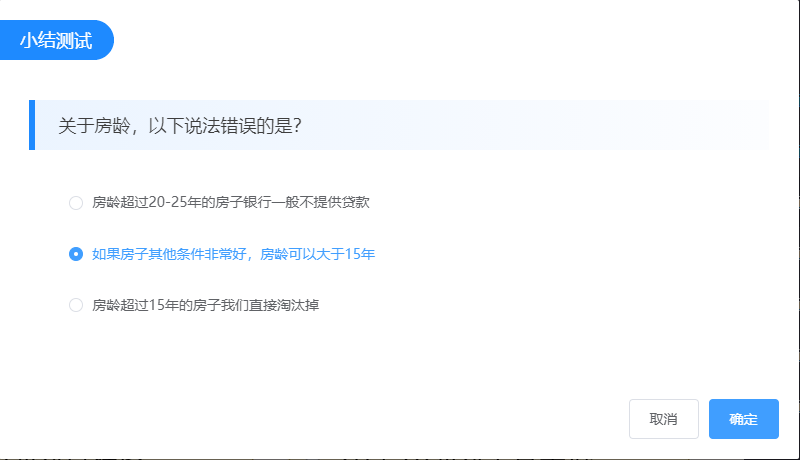 小结测试
关于房龄，以下说法错误的是？
房龄超过20-25年的房子银行一般不提供贷款
如果房子其他条件非常好，房龄可以大于15年
房龄超过15年的房子我们直接淘汰掉
取消
确定